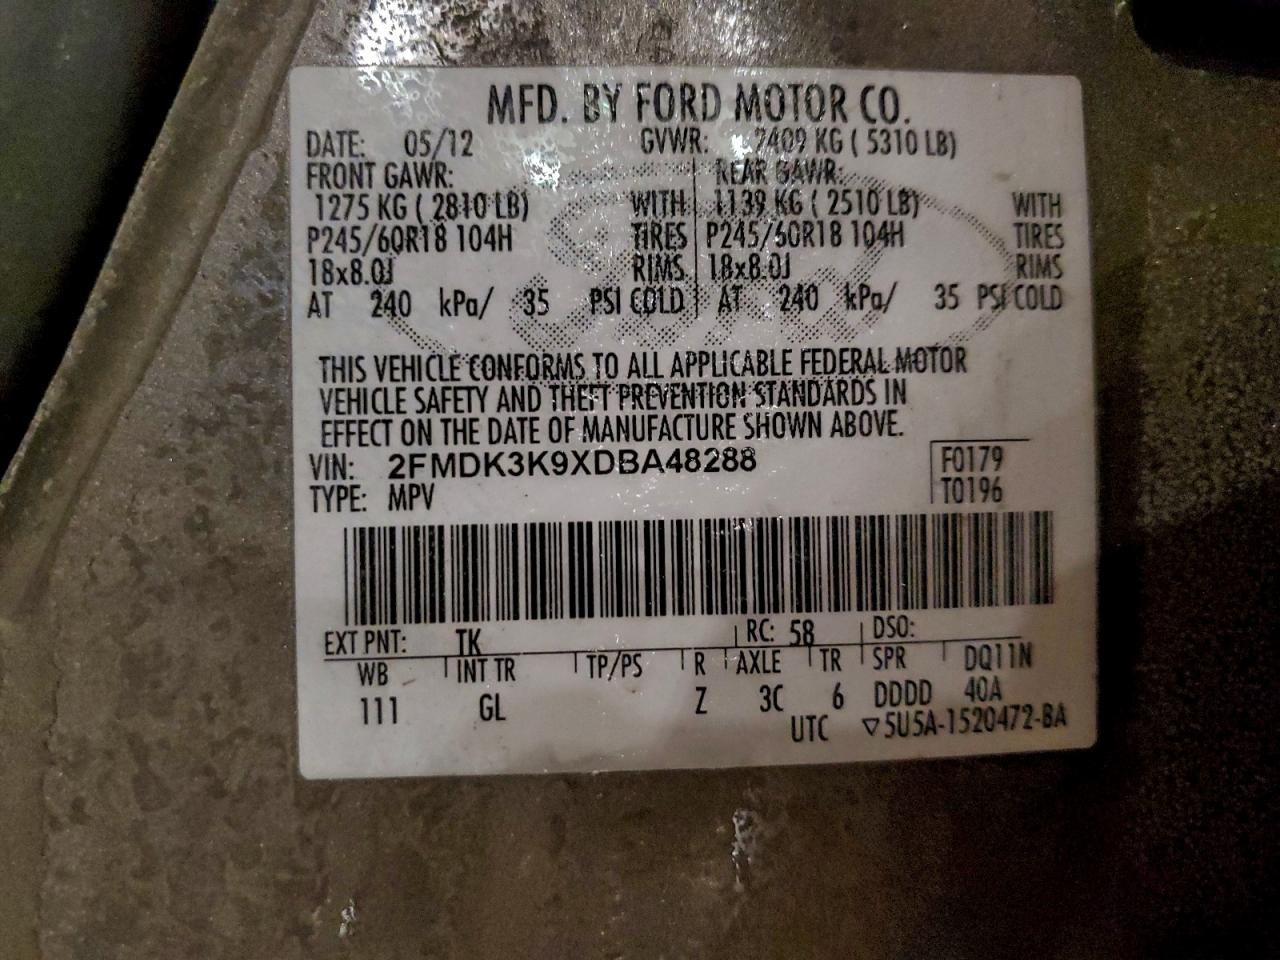 MFD. BY FORD MOTOR CO.
DATE: 05/12 GVWR: 2409 KG ( 5310 LB)
FRONT GAWR: REAR GAWR:
1275 KG ( 2810 LB) WITH 1139 KG ( 2510 LB) WITH
P245/60R18 104H TIRES P245/60R18 104H TIRES
18x8.0J RIMS 18x8.0J RIMS
AT 240 kPa/ 35 PSI COLD AT 240 kPa/ 35 PSI COLD
THIS VEHICLE CONFORMS TO ALL APPLICABLE FEDERAL MOTOR
VEHICLE SAFETY AND THEFT PREVENTION STANDARDS IN
EFFECT ON THE DATE OF MANUFACTURE SHOWN ABOVE.
VIN: 2FMDK3K9XDBA48288 F0179
TYPE: MPV T0196
EXT PNT: TK RC: 58 DSO:
WB INT TR TP/PS R AXLE TR SPR DQ11N
111 GL Z 3C 6 DDDD 40A
UTC ▽5U5A-1520472-BA